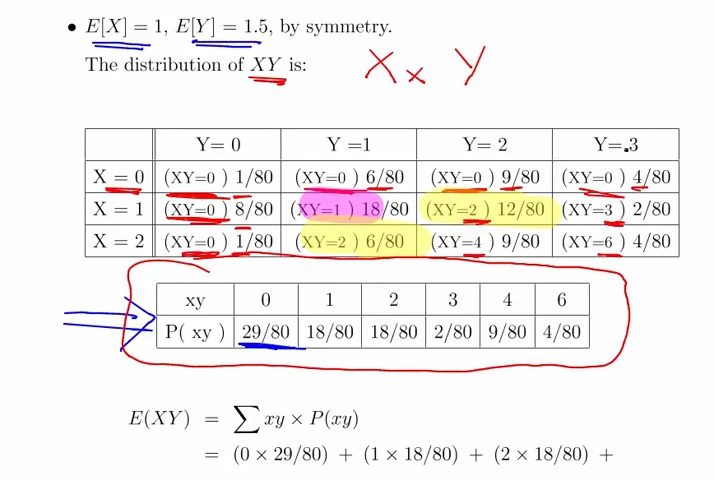 • E[X] = 1, E[Y] = 1.5, by symmetry.
The distribution of XY is: X × Y
Y= 0 Y =1 Y= 2 Y= 3
X = 0 (XY=0 ) 1/80 (XY=0 ) 6/80 (XY=0 ) 9/80 (XY=0 ) 4/80
X = 1 (XY=0 ) 8/80 (XY=1 ) 18/80 (XY=2 ) 12/80 (XY=3 ) 2/80
X = 2 (XY=0 ) 1/80 (XY=2 ) 6/80 (XY=4 ) 9/80 (XY=6 ) 4/80
xy 0 1 2 3 4 6
P( xy ) 29/80 18/80 18/80 2/80 9/80 4/80
E(XY) = ∑ xy × P(xy)
= (0 × 29/80) + (1 × 18/80) + (2 × 18/80) +